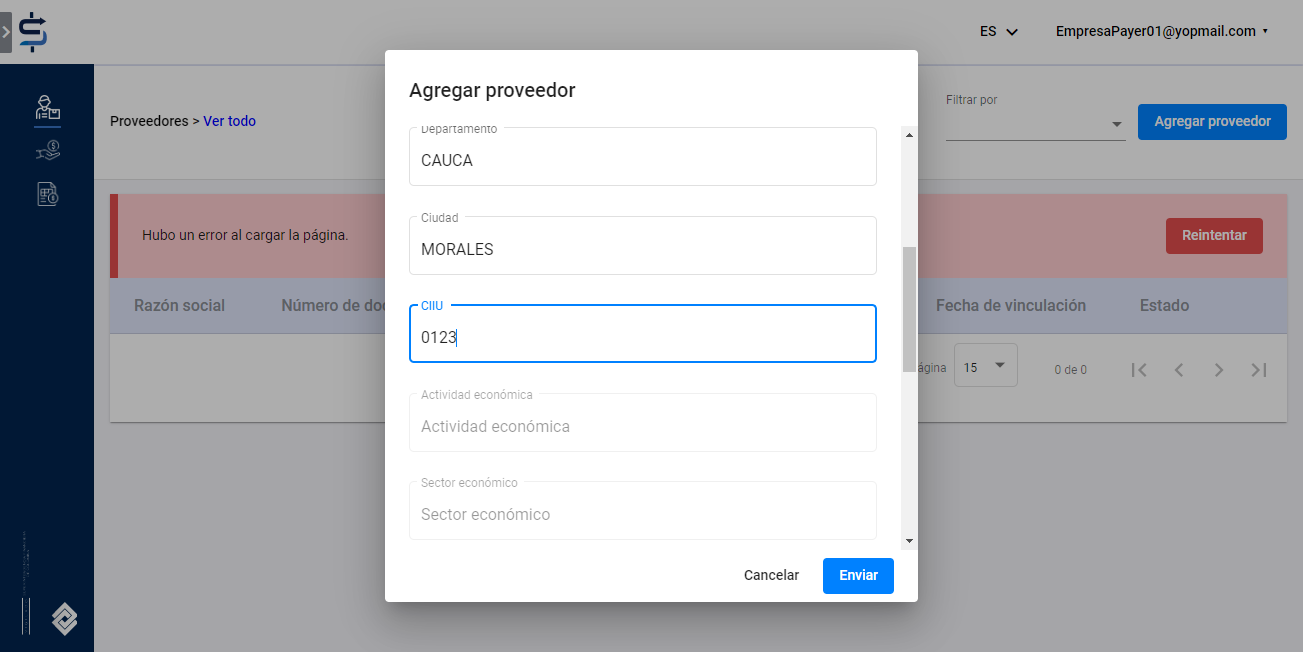 ES
EmpresaPayer01@yopmail.com
Proveedores > Ver todo
Filtrar por
Agregar proveedor
Hubo un error al cargar la página.
Reintentar
Razón social
Número de doc
Fecha de vinculación
Estado
ágina
15
0 de 0
Agregar proveedor
Departamento
CAUCA
Ciudad
MORALES
CIIU
0123
Actividad económica
Actividad económica
Sector económico
Sector económico
Cancelar
Enviar